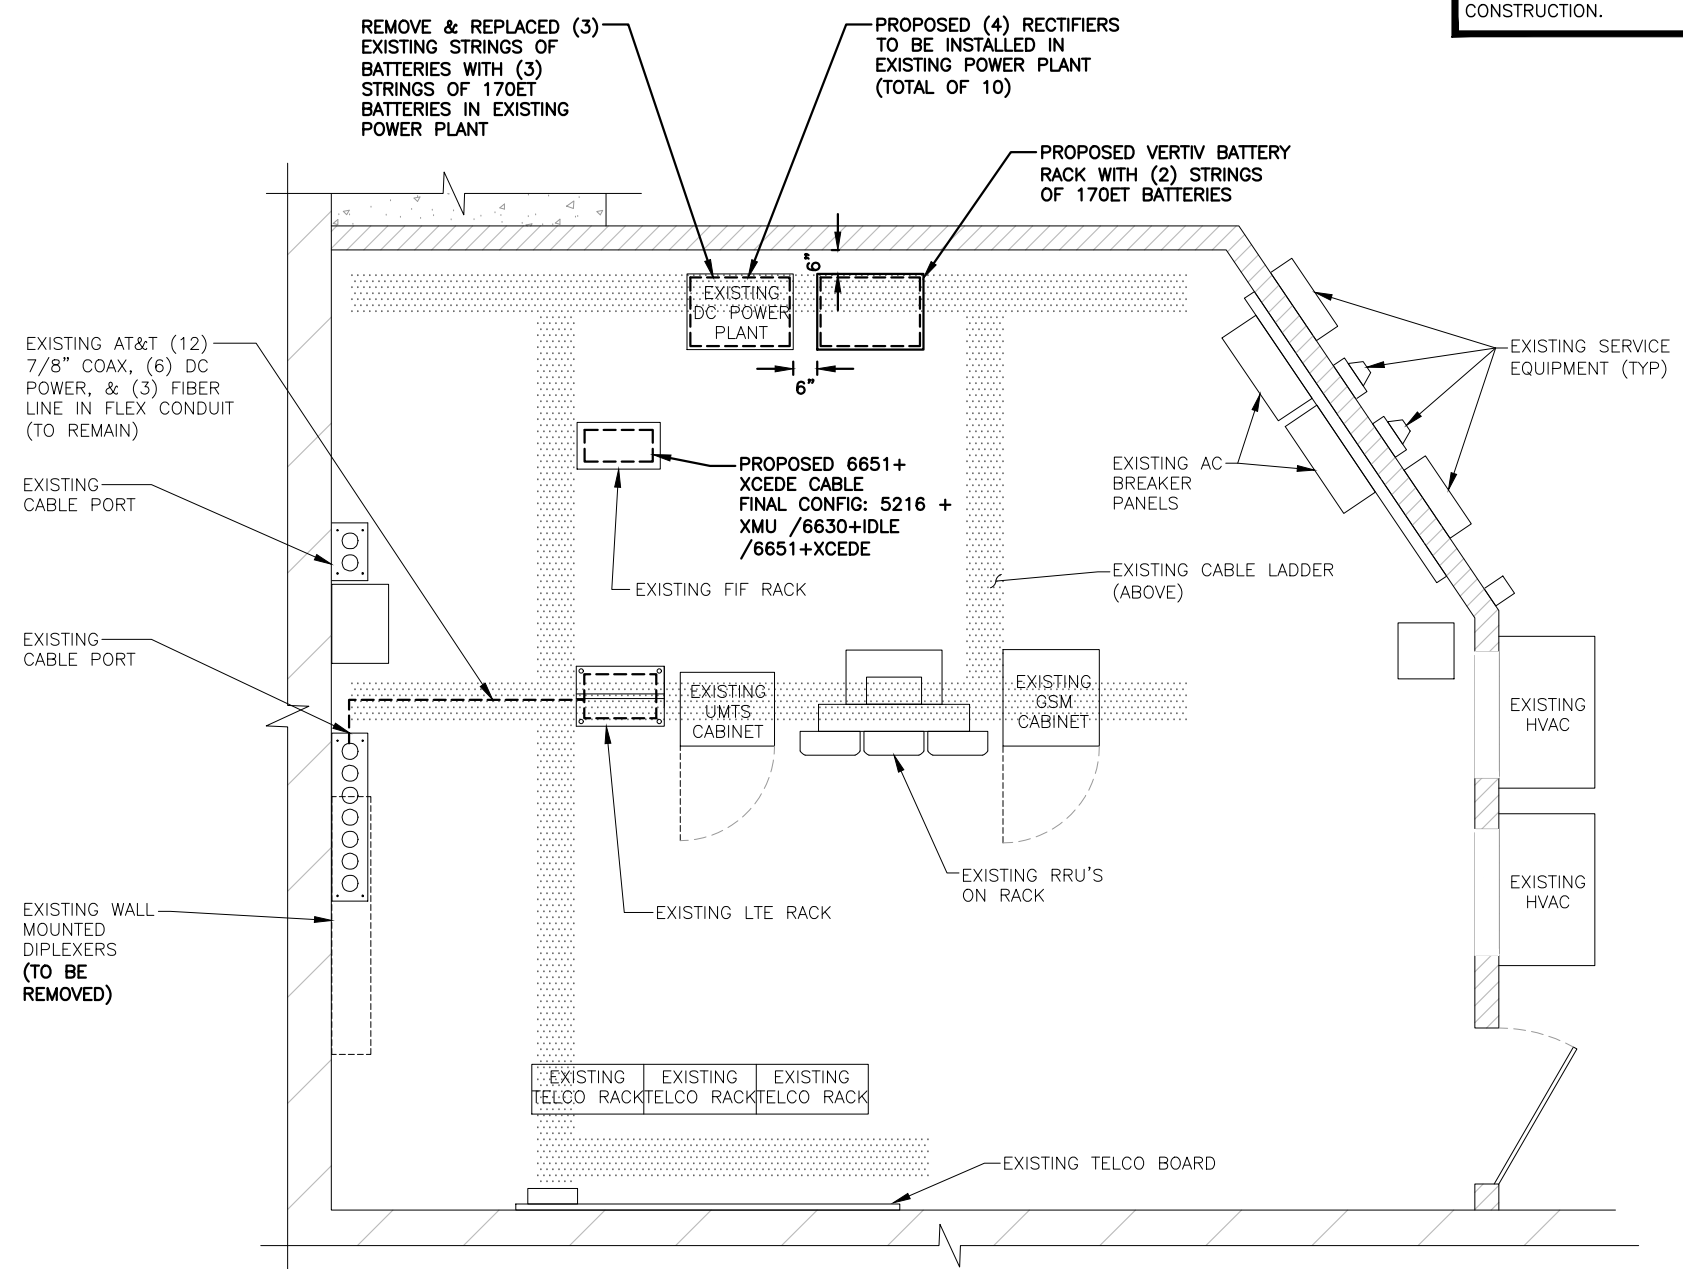 CONSTRUCTION.
REMOVE & REPLACED (3)
EXISTING STRINGS OF
BATTERIES WITH (3)
STRINGS OF 170ET
BATTERIES IN EXISTING
POWER PLANT
PROPOSED (4) RECTIFIERS
TO BE INSTALLED IN
EXISTING POWER PLANT
(TOTAL OF 10)
PROPOSED VERTIV BATTERY
RACK WITH (2) STRINGS
OF 170ET BATTERIES
6"
EXISTING
DC POWER
PLANT
6"
EXISTING AT&T (12)
7/8" COAX, (6) DC
POWER, & (3) FIBER
LINE IN FLEX CONDUIT
(TO REMAIN)
EXISTING SERVICE
EQUIPMENT (TYP)
EXISTING
CABLE PORT
PROPOSED 6651+
XCEDE CABLE
FINAL CONFIG: 5216 +
XMU /6630+IDLE
/6651+XCEDE
EXISTING AC
BREAKER
PANELS
EXISTING FIF RACK
EXISTING CABLE LADDER
(ABOVE)
EXISTING
CABLE PORT
EXISTING
UMTS
CABINET
EXISTING
GSM
CABINET
EXISTING
HVAC
EXISTING RRU'S
ON RACK
EXISTING
HVAC
EXISTING LTE RACK
EXISTING WALL
MOUNTED
DIPLEXERS
(TO BE
REMOVED)
EXISTING
TELCO RACK
EXISTING
TELCO RACK
EXISTING
TELCO RACK
EXISTING TELCO BOARD